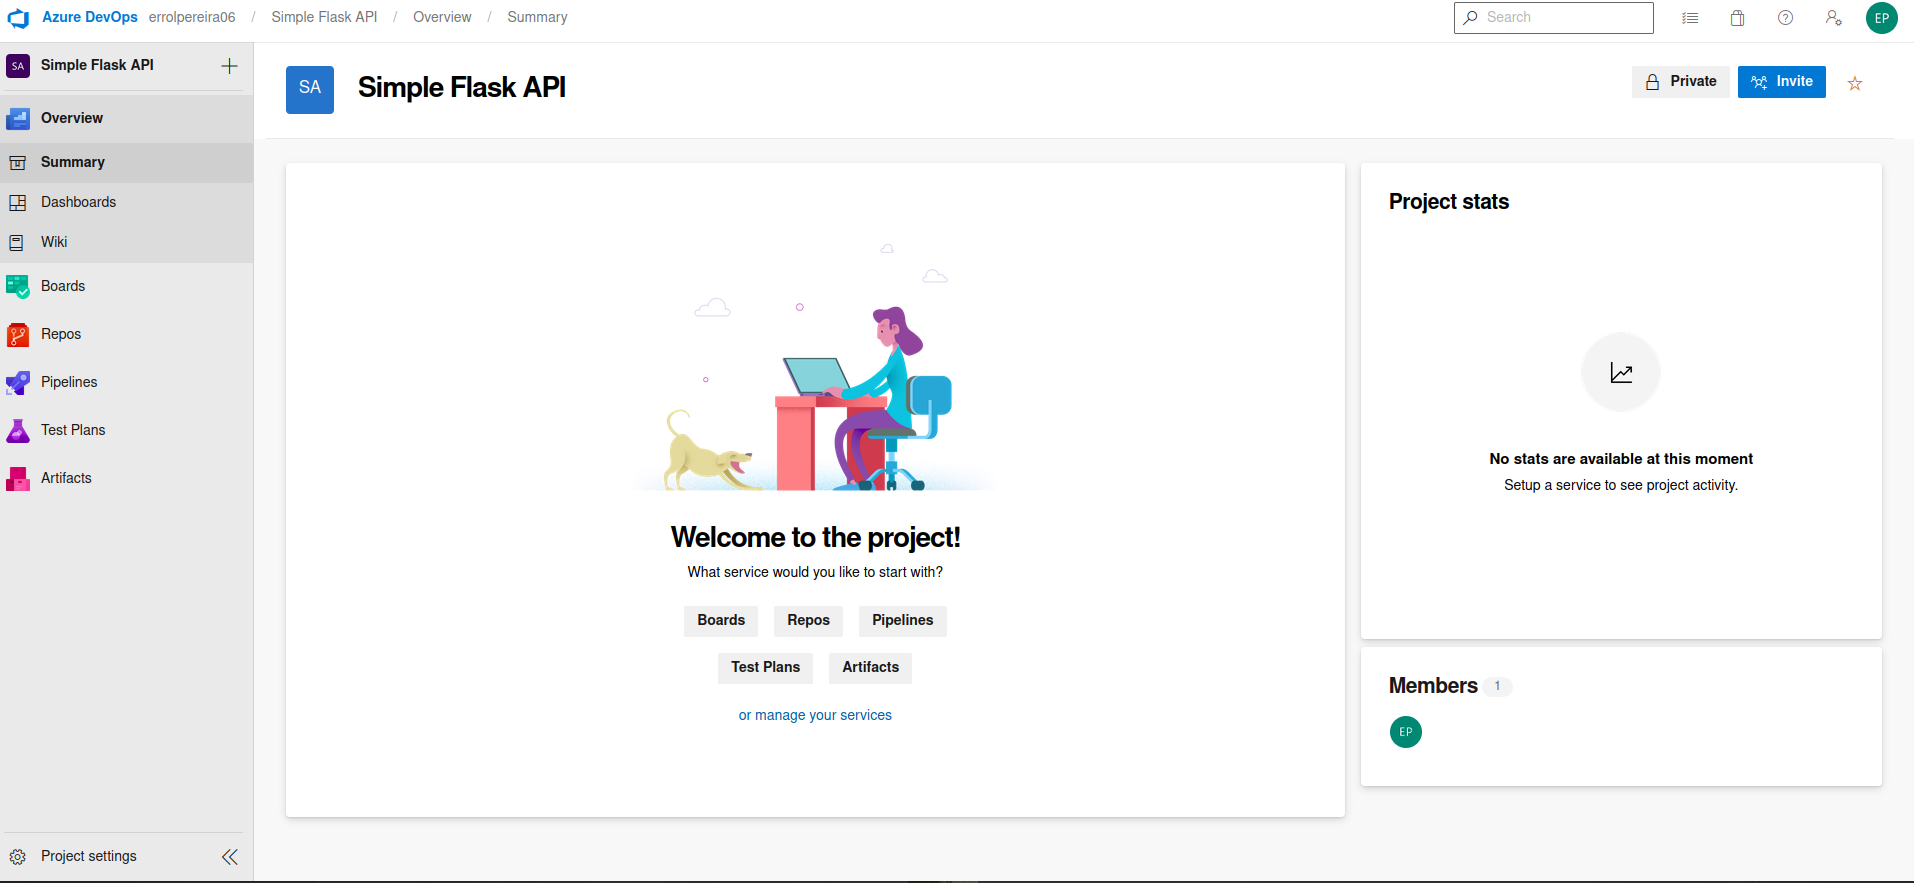 Azure DevOps errolpereira06 / Simple Flask API / Overview / Summary
Search
EP
SA Simple Flask API
Overview
Summary
Dashboards
Wiki
Boards
Repos
Pipelines
Test Plans
Artifacts
Project settings
SA Simple Flask API
Private
Invite
Welcome to the project!
What service would you like to start with?
Boards Repos Pipelines
Test Plans Artifacts
or manage your services
Project stats
No stats are available at this moment
Setup a service to see project activity.
Members 1
EP